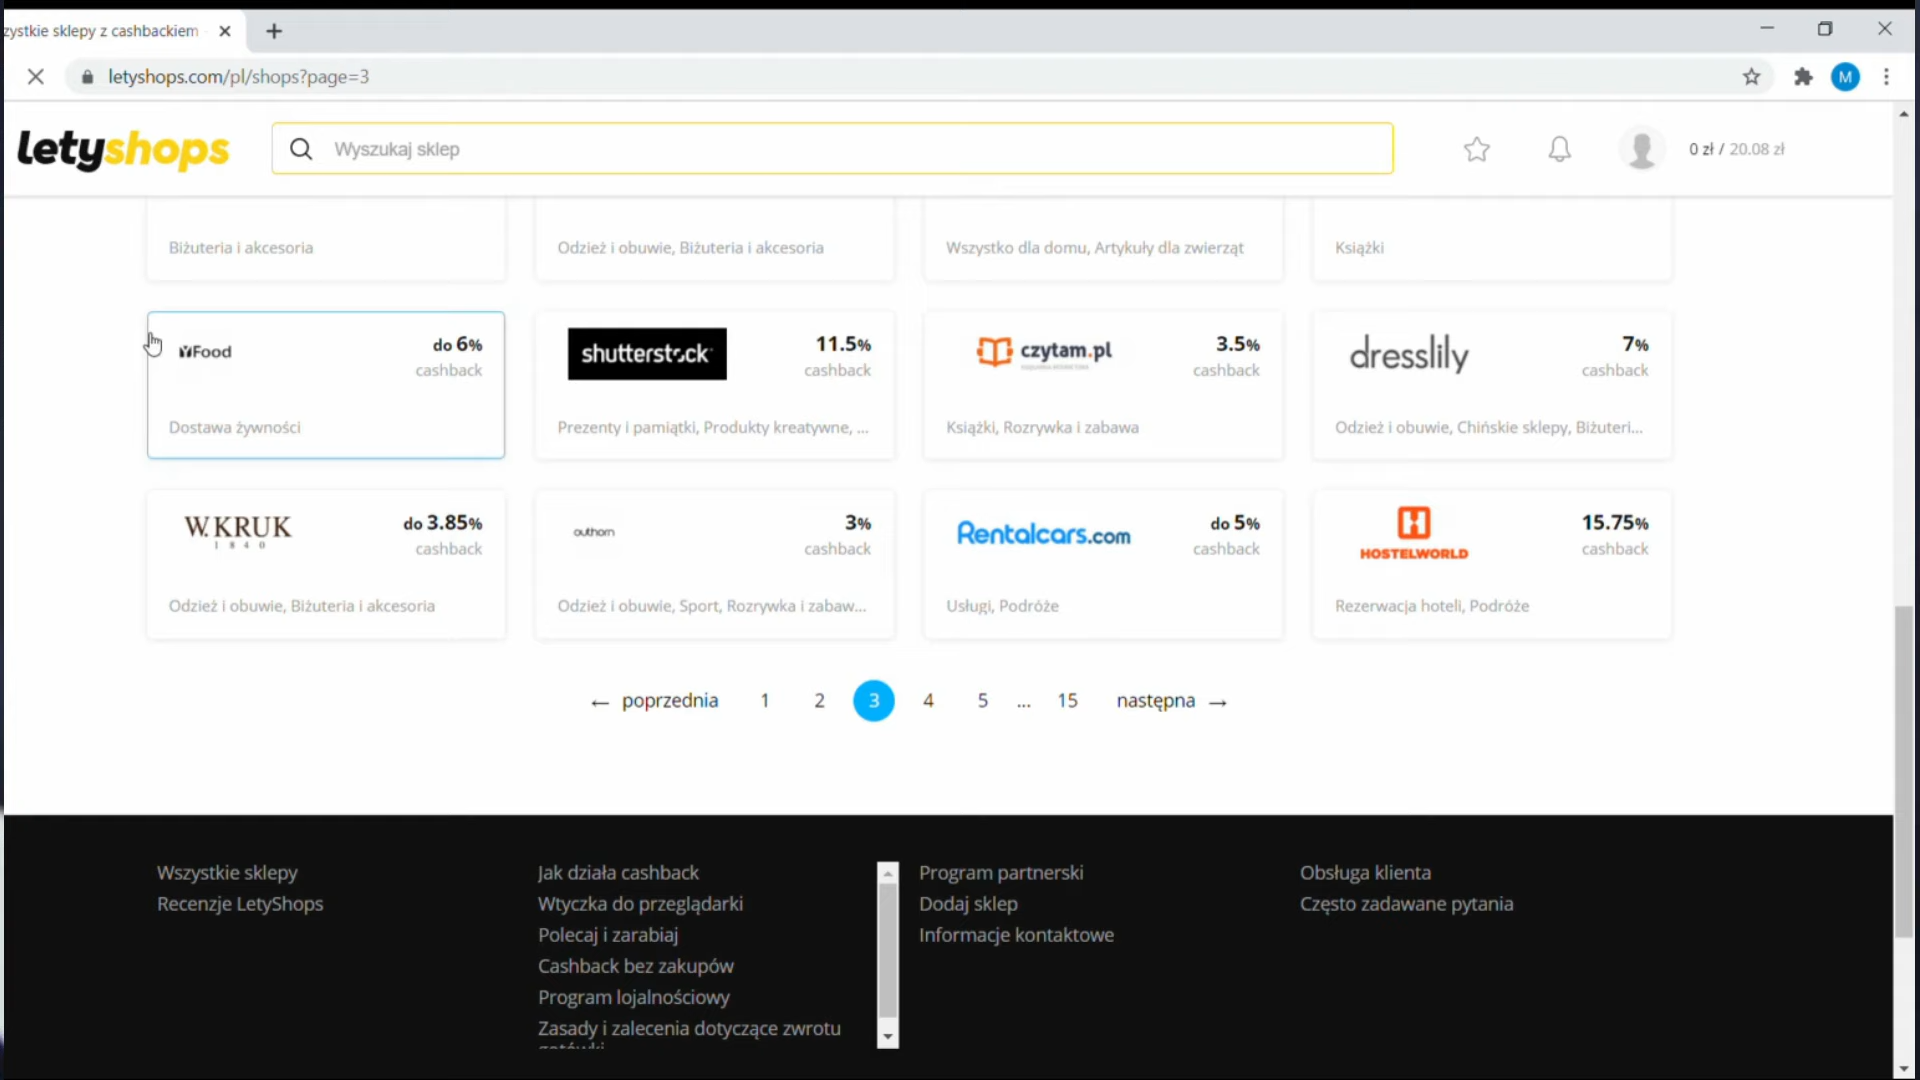 zystkie sklepy z cashbackiem
letyshops.com/pl/shops?page=3
M
letyshops
Wyszukaj sklep
0 zł / 20.08 zł
Biżuteria i akcesoria
Odzież i obuwie, Biżuteria i akcesoria
Wszystko dla domu, Artykuły dla zwierząt
Książki
Food
do 6%
cashback
Dostawa żywności
shutterstock
11.5%
cashback
Prezenty i pamiątki, Produkty kreatywne, ...
czytam.pl
3.5%
cashback
Książki, Rozrywka i zabawa
dresslily
7%
cashback
Odzież i obuwie, Chińskie sklepy, Biżuteri...
W.KRUK
1840
do 3.85%
cashback
Odzież i obuwie, Biżuteria i akcesoria
outhorn
3%
cashback
Odzież i obuwie, Sport, Rozrywka i zabaw...
Rentalcars.com
do 5%
cashback
Usługi, Podróże
HOSTELWORLD
15.75%
cashback
Rezerwacja hoteli, Podróże
← poprzednia 1 2 3 4 5 ... 15 następna →
Wszystkie sklepy
Recenzje LetyShops
Jak działa cashback
Wtyczka do przeglądarki
Polecaj i zarabiaj
Cashback bez zakupów
Program lojalnościowy
Zasady i zalecenia dotyczące zwrotu
gotówki
Program partnerski
Dodaj sklep
Informacje kontaktowe
Obsługa klienta
Często zadawane pytania